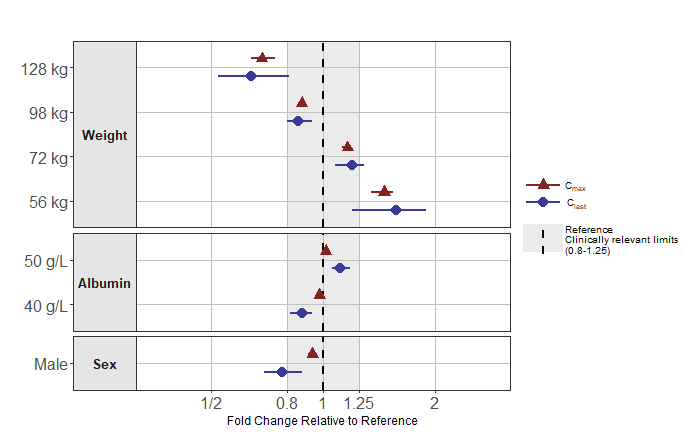 128 kg
98 kg
72 kg
56 kg
Weight
50 g/L
40 g/L
Albumin
Male
Sex
1/2 0.8 1 1.25 2
Fold Change Relative to Reference
Cmax
Clast
Reference
Clinically relevant limits
(0.8-1.25)